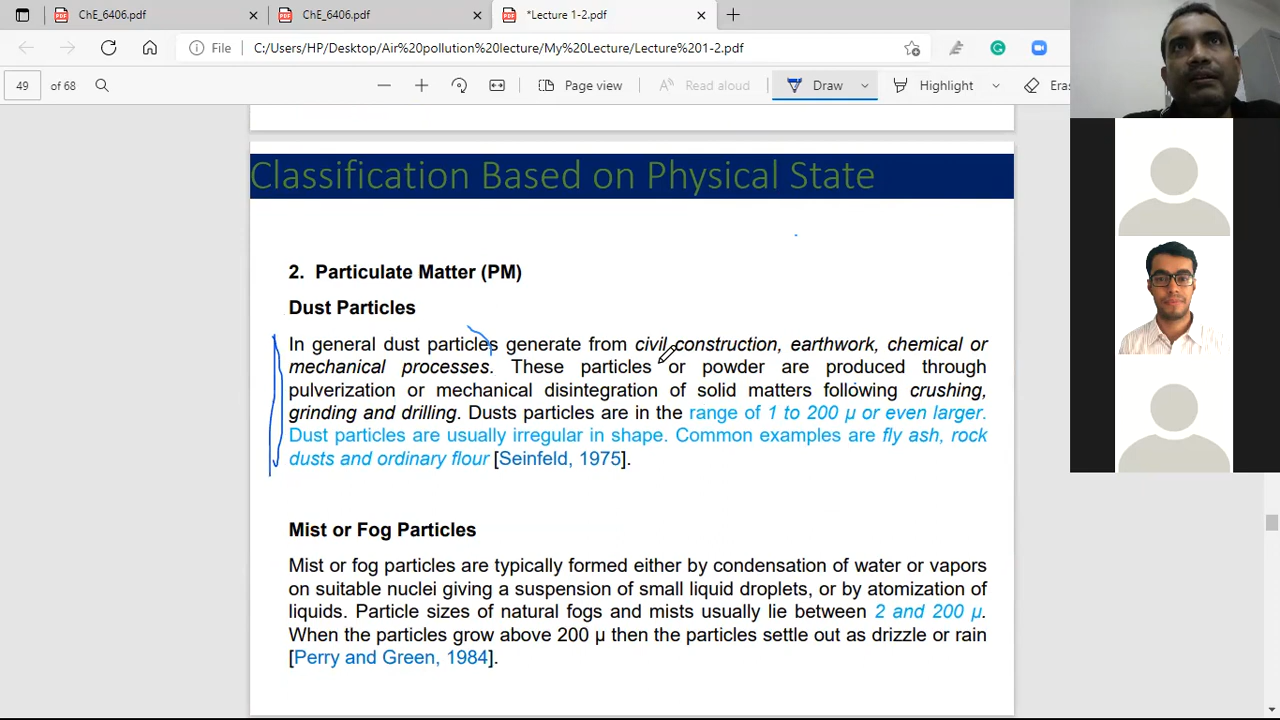 ChE_6406.pdf
ChE_6406.pdf
*Lecture 1-2.pdf
File
C:/Users/HP/Desktop/Air%20pollution%20lecture/My%20Lecture/Lecture%201-2.pdf
49 of 68
Page view
Read aloud
Draw
Highlight
Eras
Classification Based on Physical State
2. Particulate Matter (PM)
Dust Particles
In general dust particles generate from civil construction, earthwork, chemical or
mechanical processes. These particles or powder are produced through
pulverization or mechanical disintegration of solid matters following crushing,
grinding and drilling. Dusts particles are in the range of 1 to 200 µ or even larger.
Dust particles are usually irregular in shape. Common examples are fly ash, rock
dusts and ordinary flour [Seinfeld, 1975].
Mist or Fog Particles
Mist or fog particles are typically formed either by condensation of water or vapors
on suitable nuclei giving a suspension of small liquid droplets, or by atomization of
liquids. Particle sizes of natural fogs and mists usually lie between 2 and 200 µ.
When the particles grow above 200 µ then the particles settle out as drizzle or rain
[Perry and Green, 1984].